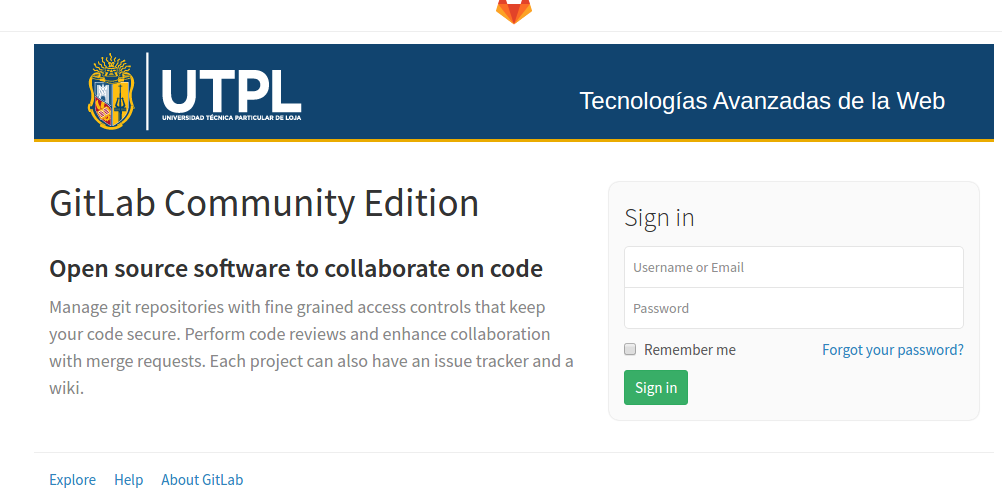 UTPL
UNIVERSIDAD TÉCNICA PARTICULAR DE LOJA
Tecnologías Avanzadas de la Web
GitLab Community Edition
Open source software to collaborate on code
Manage git repositories with fine grained access controls that keep
your code secure. Perform code reviews and enhance collaboration
with merge requests. Each project can also have an issue tracker and a
wiki.
Sign in
Username or Email
Password
Remember me
Forgot your password?
Sign in
Explore
Help
About GitLab